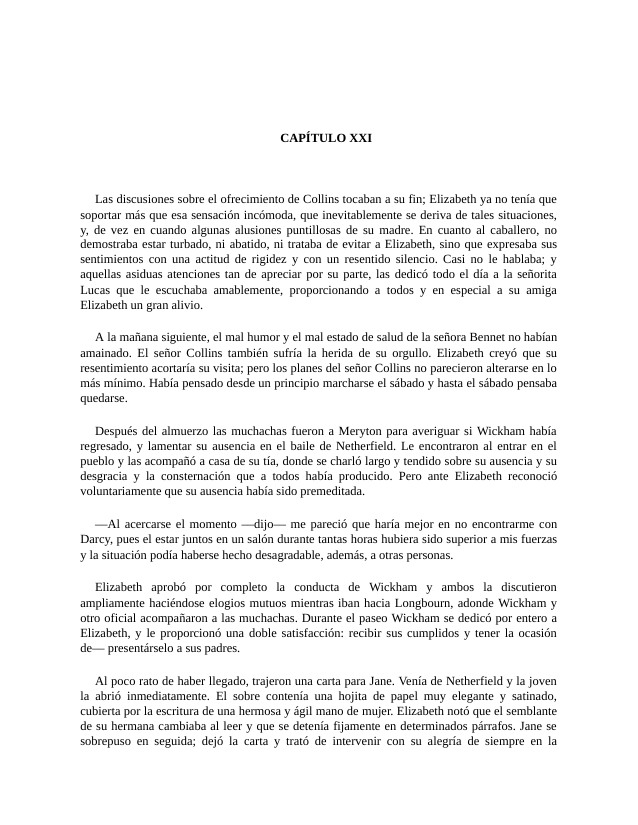 CAPÍTULO XXI
Las discusiones sobre el ofrecimiento de Collins tocaban a su fin; Elizabeth ya no tenía que
soportar más que esa sensación incómoda, que inevitablemente se deriva de tales situaciones,
y, de vez en cuando algunas alusiones puntillosas de su madre. En cuanto al caballero, no
demostraba estar turbado, ni abatido, ni trataba de evitar a Elizabeth, sino que expresaba sus
sentimientos con una actitud de rigidez y con un resentido silencio. Casi no le hablaba; y
aquellas asiduas atenciones tan de apreciar por su parte, las dedicó todo el día a la señorita
Lucas que le escuchaba amablemente, proporcionando a todos y en especial a su amiga
Elizabeth un gran alivio.
A la mañana siguiente, el mal humor y el mal estado de salud de la señora Bennet no habían
amainado. El señor Collins también sufría la herida de su orgullo. Elizabeth creyó que su
resentimiento acortaría su visita; pero los planes del señor Collins no parecieron alterarse en lo
más mínimo. Había pensado desde un principio marcharse el sábado y hasta el sábado pensaba
quedarse.
Después del almuerzo las muchachas fueron a Meryton para averiguar si Wickham había
regresado, y lamentar su ausencia en el baile de Netherfield. Le encontraron al entrar en el
pueblo y las acompañó a casa de su tía, donde se charló largo y tendido sobre su ausencia y su
desgracia y la consternación que a todos había producido. Pero ante Elizabeth reconoció
voluntariamente que su ausencia había sido premeditada.
—Al acercarse el momento —dijo— me pareció que haría mejor en no encontrarme con
Darcy, pues el estar juntos en un salón durante tantas horas hubiera sido superior a mis fuerzas
y la situación podía haberse hecho desagradable, además, a otras personas.
Elizabeth aprobó por completo la conducta de Wickham y ambos la discutieron
ampliamente haciéndose elogios mutuos mientras iban hacia Longbourn, adonde Wickham y
otro oficial acompañaron a las muchachas. Durante el paseo Wickham se dedicó por entero a
Elizabeth, y le proporcionó una doble satisfacción: recibir sus cumplidos y tener la ocasión
de— presentárselo a sus padres.
Al poco rato de haber llegado, trajeron una carta para Jane. Venía de Netherfield y la joven
la abrió inmediatamente. El sobre contenía una hojita de papel muy elegante y satinado,
cubierta por la escritura de una hermosa y ágil mano de mujer. Elizabeth notó que el semblante
de su hermana cambiaba al leer y que se detenía fijamente en determinados párrafos. Jane se
sobrepuso en seguida; dejó la carta y trató de intervenir con su alegría de siempre en la